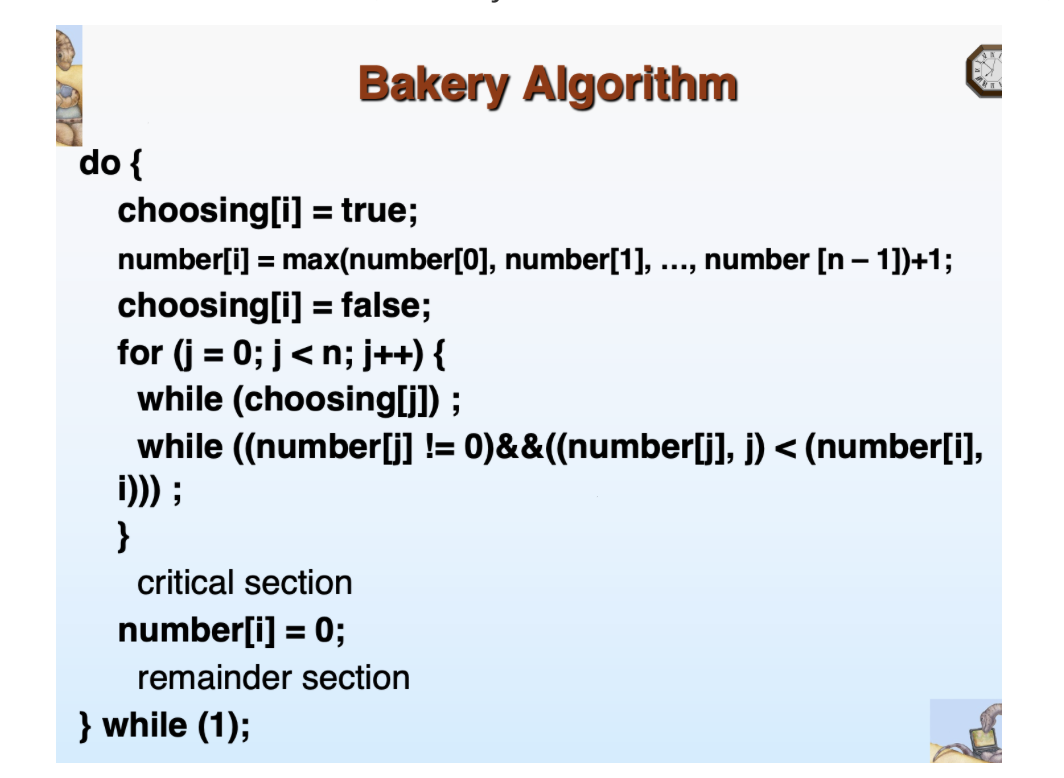 Bakery Algorithm
do {
choosing[i] = true;
number[i] = max(number[0], number[1], …, number [n – 1])+1;
choosing[i] = false;
for (j = 0; j < n; j++) {
while (choosing[j]) ;
while ((number[j] != 0)&&((number[j], j) < (number[i],
i))) ;
}
critical section
number[i] = 0;
remainder section
} while (1);